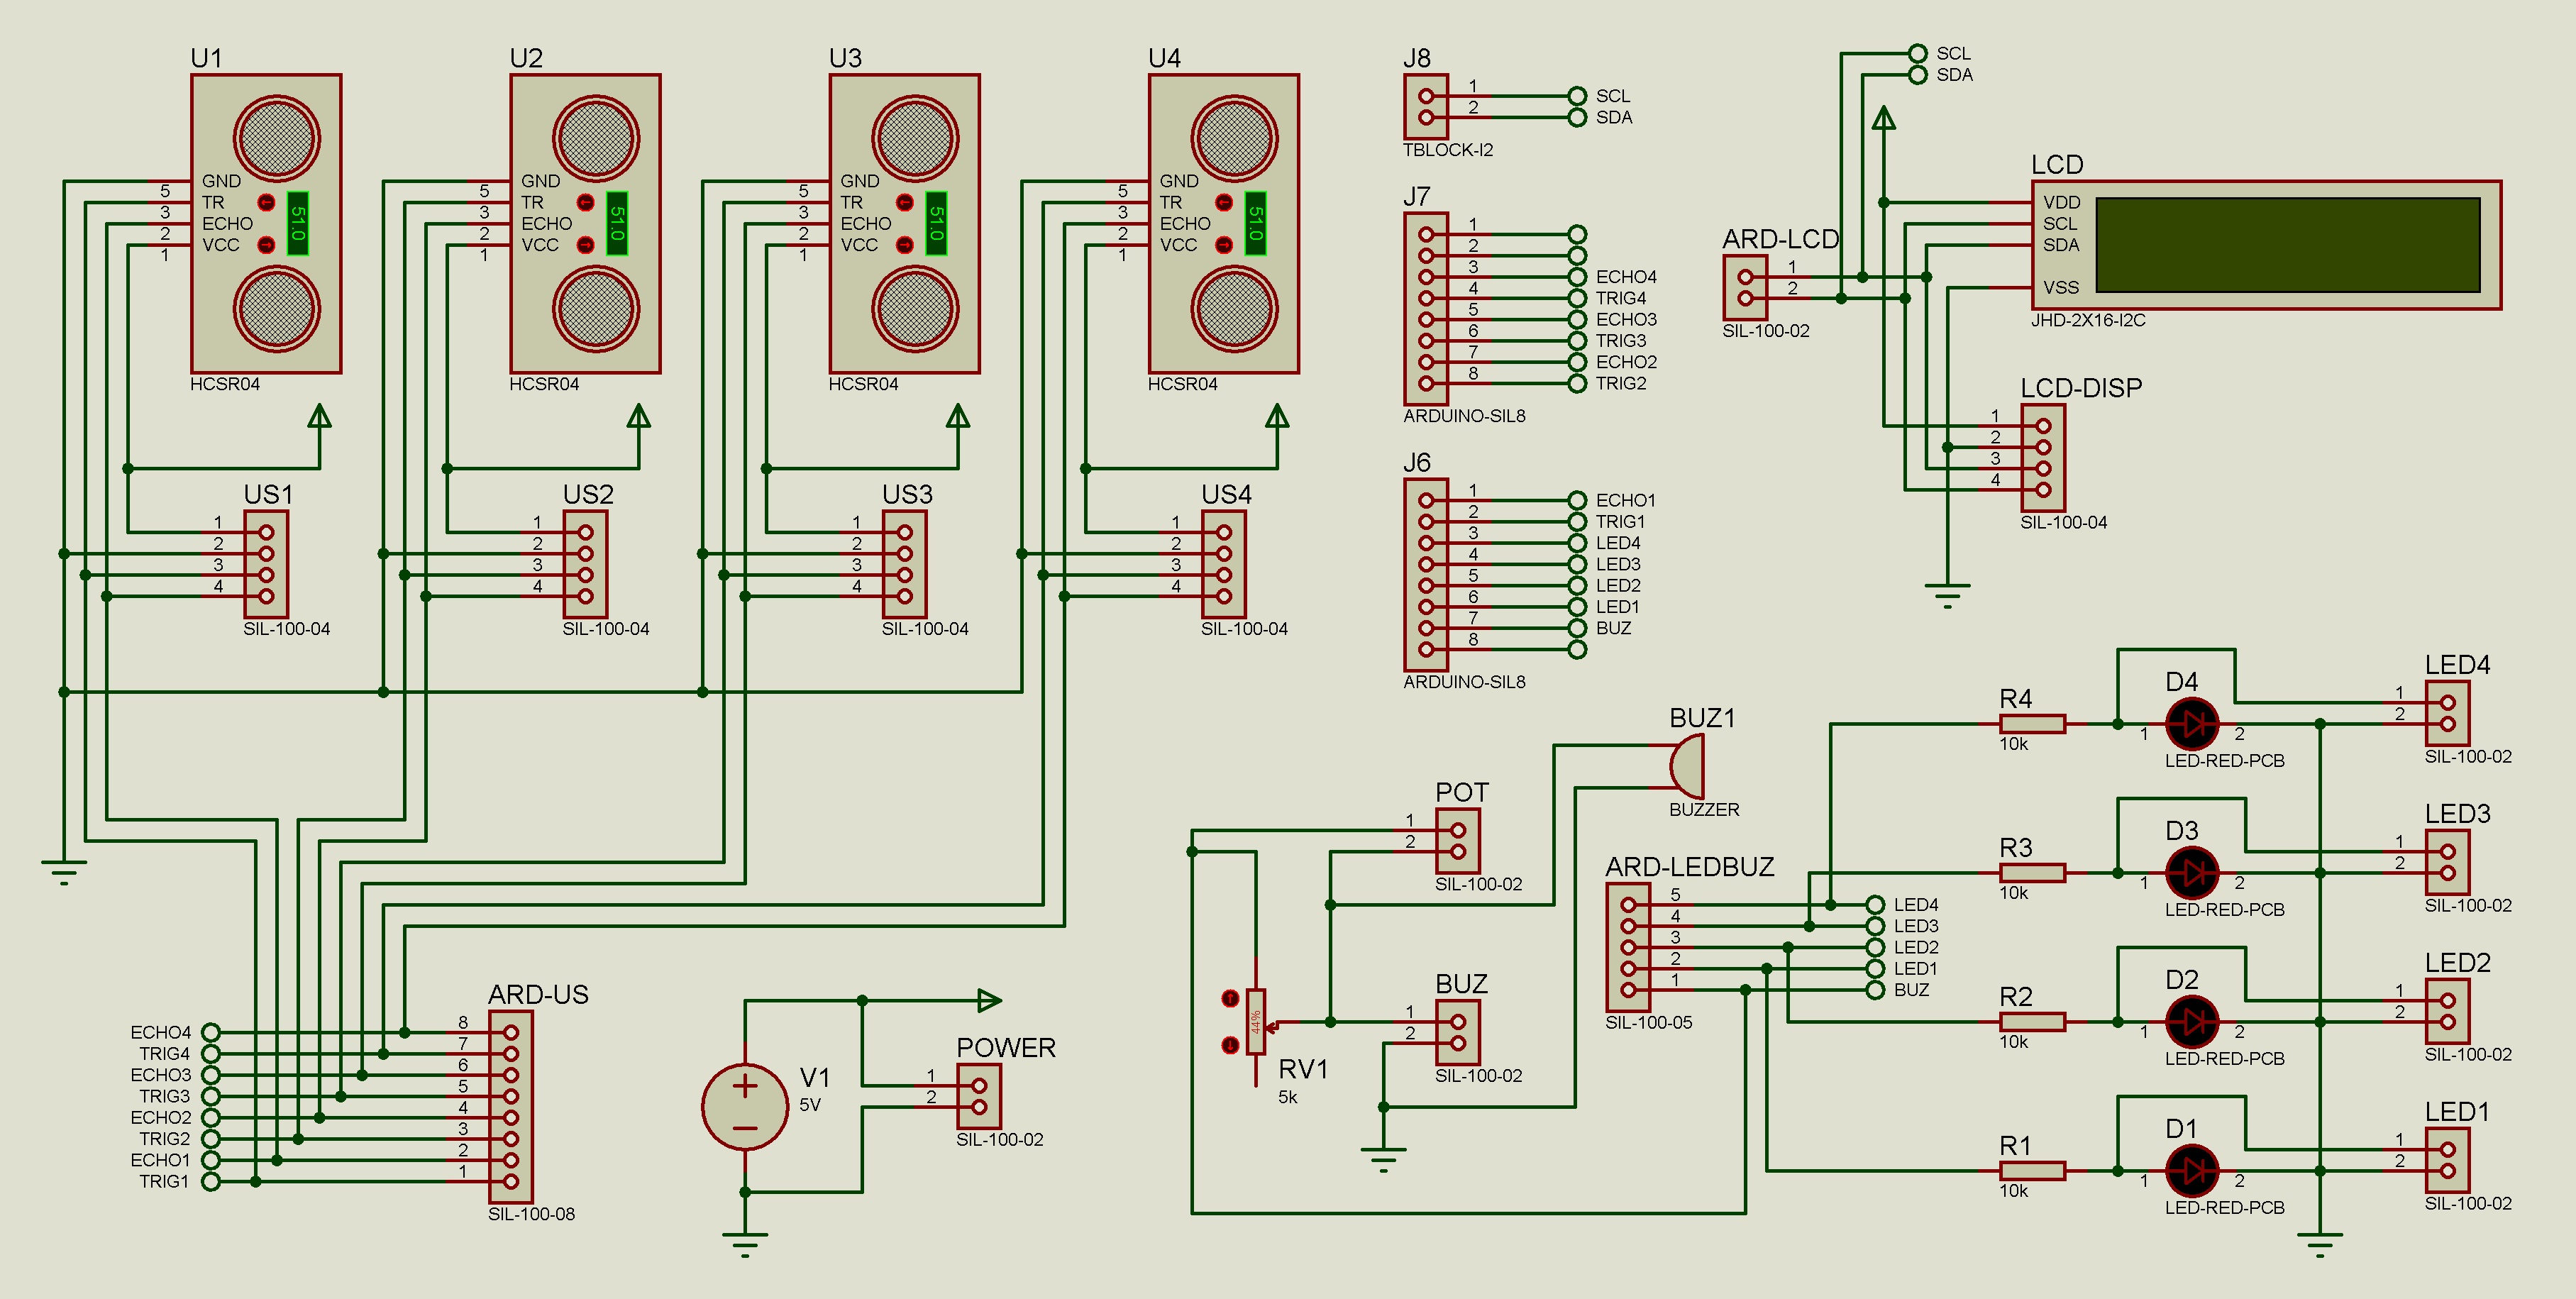 U1
GND
5
TR
3
ECHO
2
VCC
1
51.0
HCSR04
U2
GND
5
TR
3
ECHO
2
VCC
1
51.0
HCSR04
U3
GND
5
TR
3
ECHO
2
VCC
1
51.0
HCSR04
U4
GND
5
TR
3
ECHO
2
VCC
1
51.0
HCSR04
US1
1
2
3
4
SIL-100-04
US2
1
2
3
4
SIL-100-04
US3
1
2
3
4
SIL-100-04
US4
1
2
3
4
SIL-100-04
J8
1 SCL
2 SDA
TBLOCK-I2
J7
1
2
3 ECHO4
4 TRIG4
5 ECHO3
6 TRIG3
7 ECHO2
8 TRIG2
ARDUINO-SIL8
J6
1 ECHO1
2 TRIG1
3 LED4
4 LED3
5 LED2
6 LED1
7 BUZ
8
ARDUINO-SIL8
SCL
SDA
ARD-LCD
1
2
SIL-100-02
LCD
VDD
SCL
SDA
VSS
JHD-2X16-I2C
LCD-DISP
1
2
3
4
SIL-100-04
ECHO4 8
TRIG4 7
ECHO3 6
TRIG3 5
ECHO2 4
TRIG2 3
ECHO1 2
TRIG1 1
ARD-US
SIL-100-08
V1
5V
POWER
1
2
SIL-100-02
POT
1
2
SIL-100-02
BUZ1
BUZZER
44%
RV1
5k
BUZ
1
2
SIL-100-02
ARD-LEDBUZ
5 LED4
4 LED3
3 LED2
2 LED1
1 BUZ
SIL-100-05
R4
10k
D4
1 2
LED-RED-PCB
LED4
1
2
SIL-100-02
R3
10k
D3
1 2
LED-RED-PCB
LED3
1
2
SIL-100-02
R2
10k
D2
1 2
LED-RED-PCB
LED2
1
2
SIL-100-02
R1
10k
D1
1 2
LED-RED-PCB
LED1
1
2
SIL-100-02